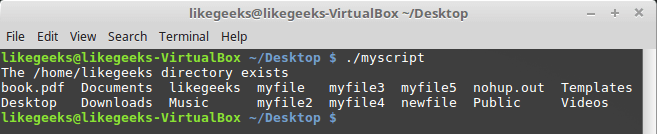 likegeeks@likegeeks-VirtualBox ~/Desktop
File Edit View Search Terminal Help
likegeeks@likegeeks-VirtualBox ~/Desktop $ ./myscript
The /home/likegeeks directory exists
book.pdf Documents likegeeks myfile myfile3 myfile5 nohup.out Templates
Desktop Downloads Music myfile2 myfile4 newfile Public Videos
likegeeks@likegeeks-VirtualBox ~/Desktop $